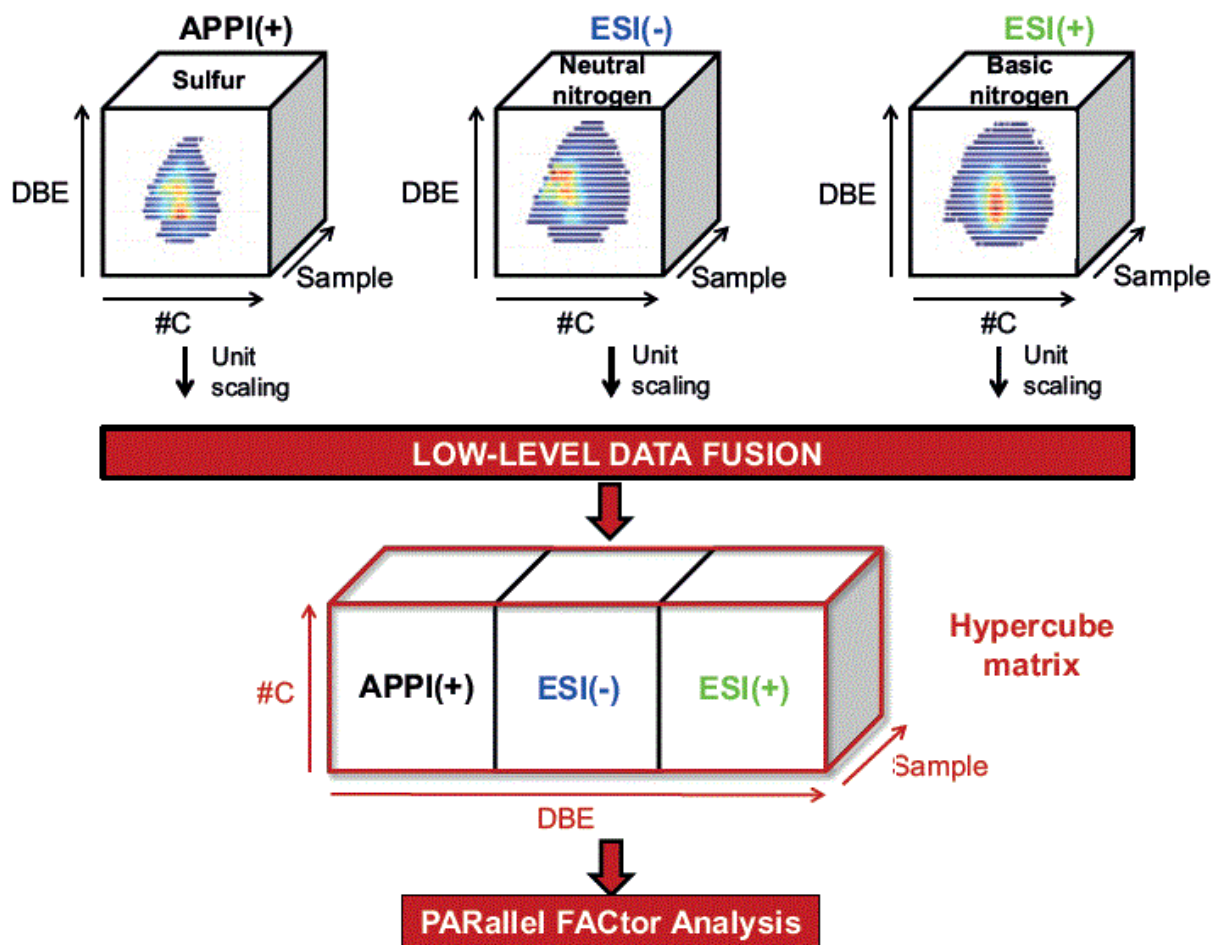 APPI(+)
ESI(-)
ESI(+)
Sulfur
Neutral
nitrogen
Basic
nitrogen
DBE
DBE
DBE
Sample
Sample
Sample
#C
#C
#C
Unit
scaling
Unit
scaling
Unit
scaling
LOW-LEVEL DATA FUSION
Hypercube
matrix
#C
APPI(+)
ESI(-)
ESI(+)
Sample
DBE
PARallel FACtor Analysis